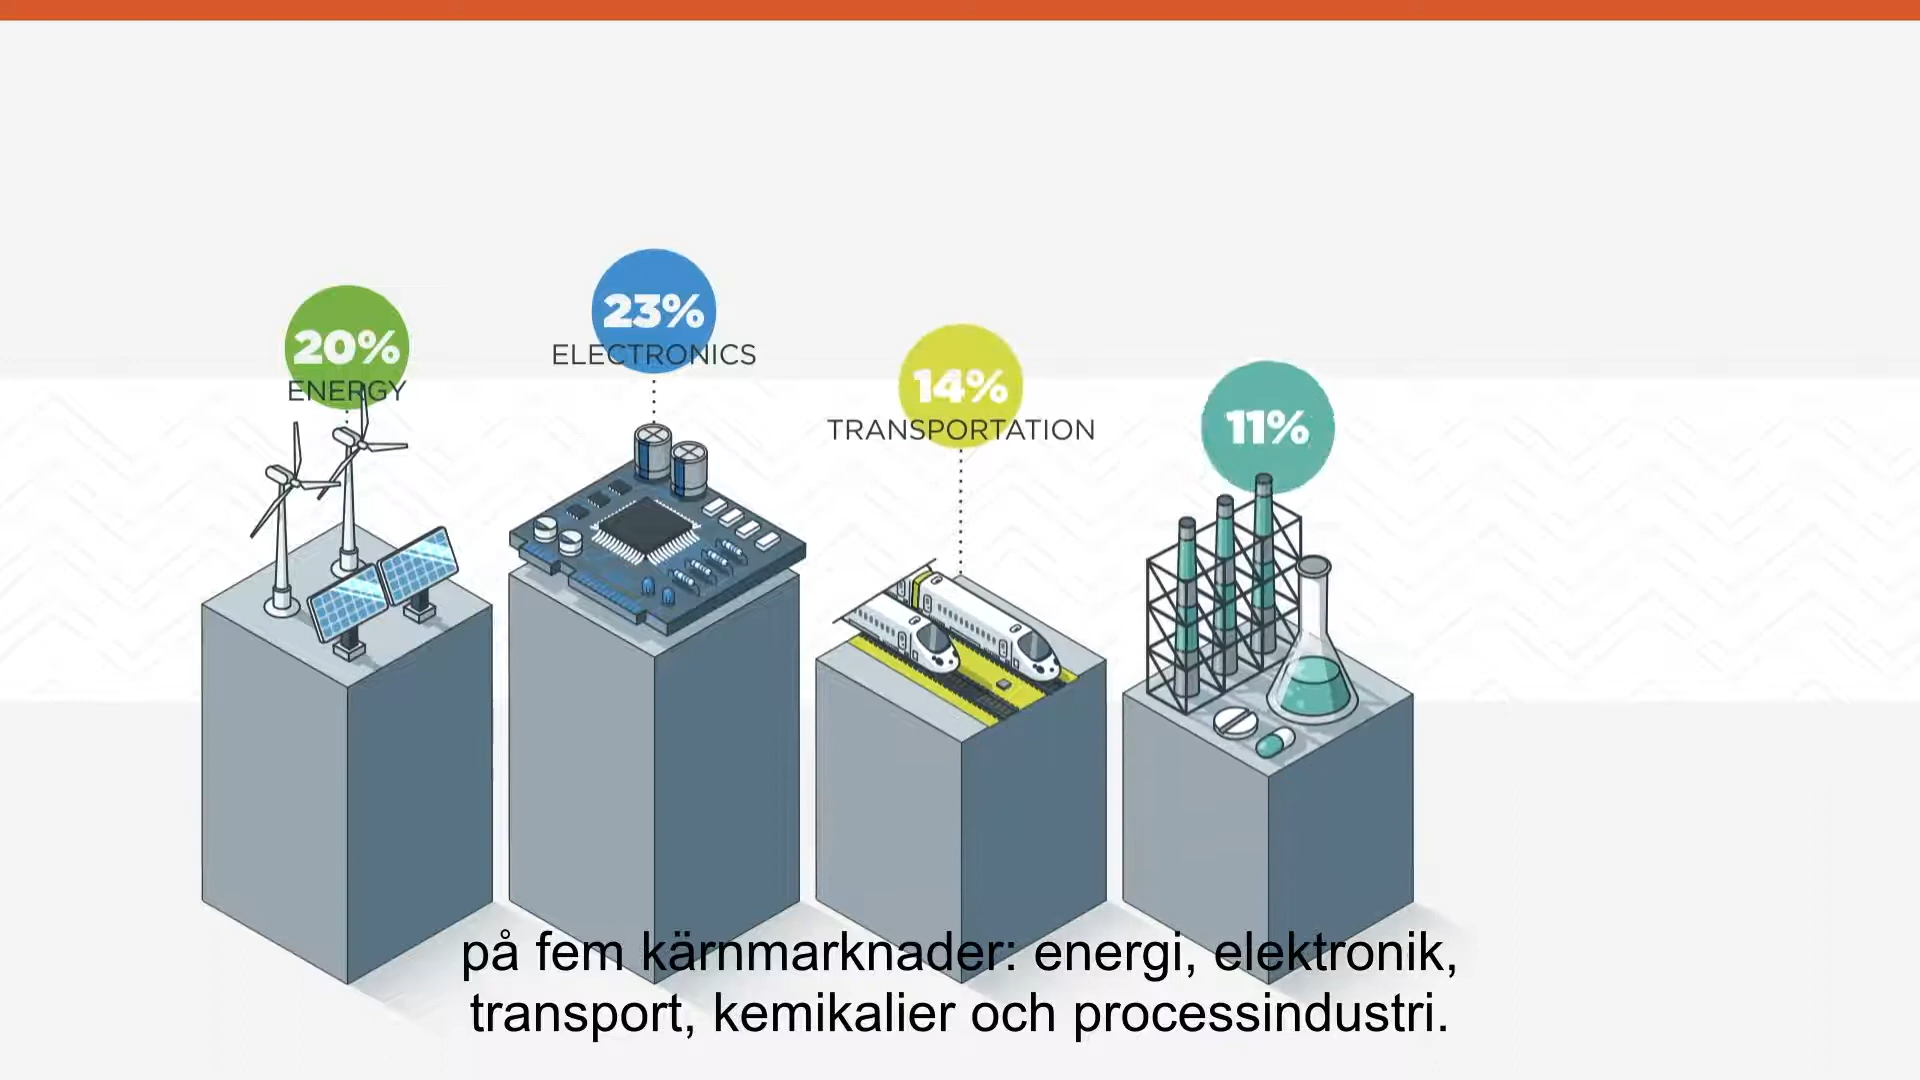 23%
ELECTRONICS
20%
ENERGY
14%
TRANSPORTATION
11%
på fem kärnmarknader: energi, elektronik,
transport, kemikalier och processindustri.